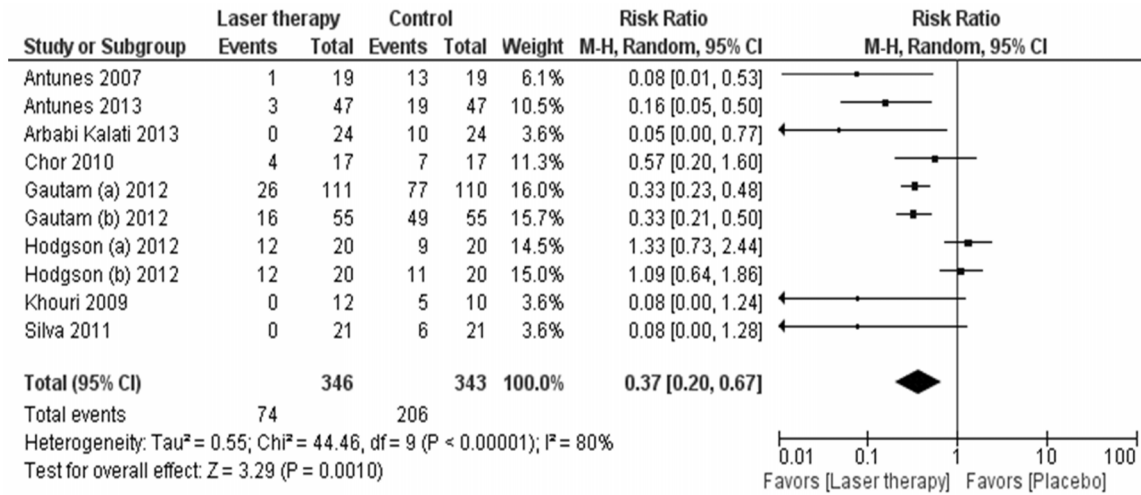 Laser therapy Control Risk Ratio Risk Ratio
Study or Subgroup Events Total Events Total Weight M-H, Random, 95% CI M-H, Random, 95% CI
Antunes 2007 1 19 13 19 6.1% 0.08 [0.01, 0.53]
Antunes 2013 3 47 19 47 10.5% 0.16 [0.05, 0.50]
Arbabi Kalati 2013 0 24 10 24 3.6% 0.05 [0.00, 0.77]
Chor 2010 4 17 7 17 11.3% 0.57 [0.20, 1.60]
Gautam (a) 2012 26 111 77 110 16.0% 0.33 [0.23, 0.48]
Gautam (b) 2012 16 55 49 55 15.7% 0.33 [0.21, 0.50]
Hodgson (a) 2012 12 20 9 20 14.5% 1.33 [0.73, 2.44]
Hodgson (b) 2012 12 20 11 20 15.0% 1.09 [0.64, 1.86]
Khouri 2009 0 12 5 10 3.6% 0.08 [0.00, 1.24]
Silva 2011 0 21 6 21 3.6% 0.08 [0.00, 1.28]
Total (95% CI) 346 343 100.0% 0.37 [0.20, 0.67]
Total events 74 206
Heterogeneity: Tau² = 0.55; Chi² = 44.46, df = 9 (P < 0.00001); I² = 80%
Test for overall effect: Z = 3.29 (P = 0.0010)
0.01 0.1 1 10 100
Favors [Laser therapy] Favors [Placebo]